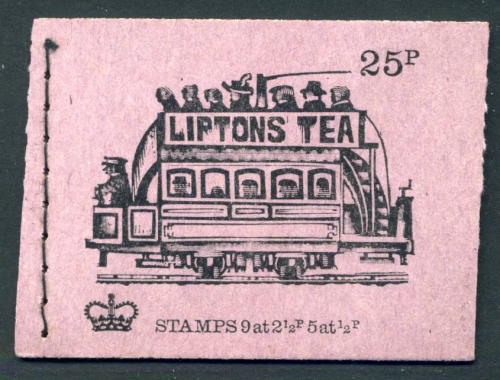 25P
LIPTONS TEA
STAMPS 9 at 2½P 5 at ½P